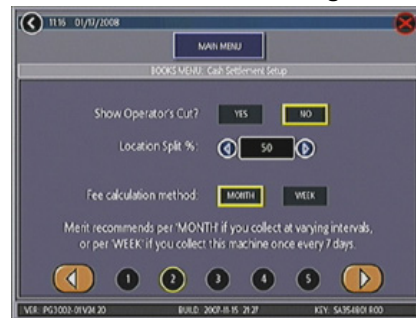 11:16 01/17/2008
MAIN MENU
BOOKS MENU: Cash Settlement Setup
Show Operator's Cut? YES NO
Location Split %: 50
Fee calculation method: MONTH WEEK
Merit recommends per 'MONTH' if you collect at varying intervals,
or per 'WEEK' if you collect this machine once every 7 days.
1 2 3 4 5
VER: PG3002-01V24.20 BUILD: 2007-11-15 21:27 KEY: SA354801 R00